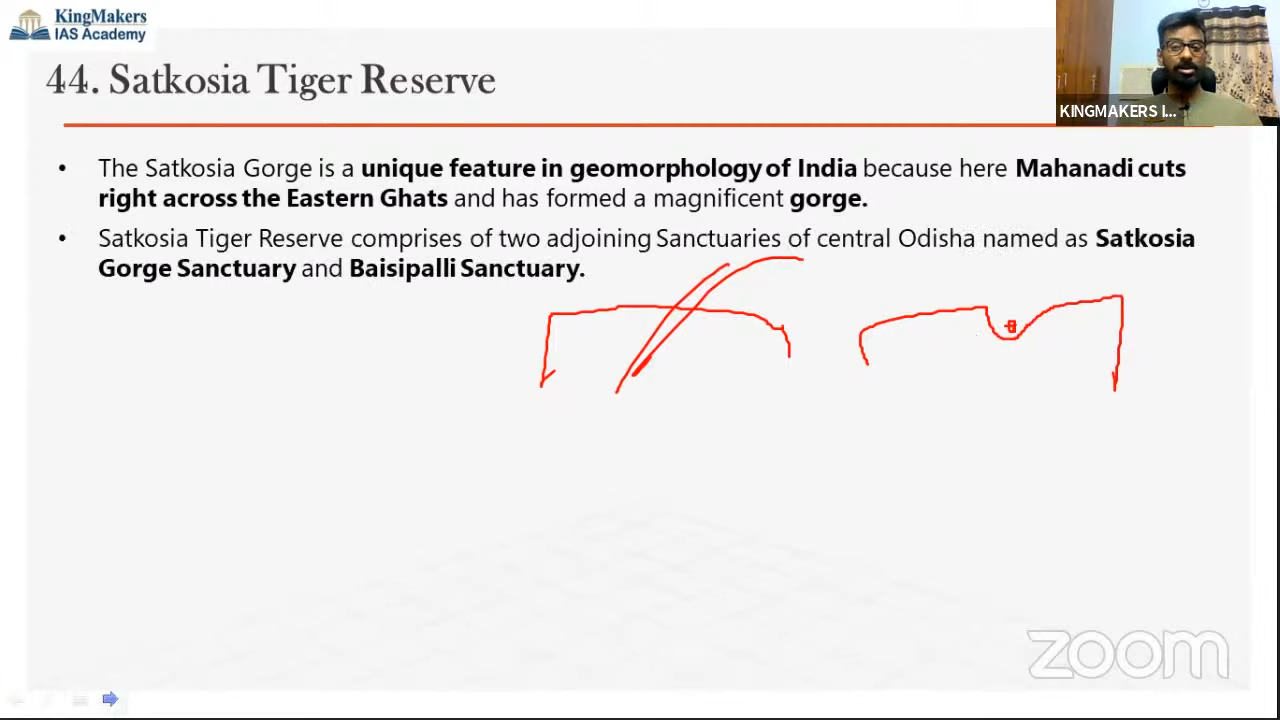 KingMakers
IAS Academy
44. Satkosia Tiger Reserve
KINGMAKERS I...
• The Satkosia Gorge is a unique feature in geomorphology of India because here Mahanadi cuts
right across the Eastern Ghats and has formed a magnificent gorge.
• Satkosia Tiger Reserve comprises of two adjoining Sanctuaries of central Odisha named as Satkosia
Gorge Sanctuary and Baisipalli Sanctuary.
zoom